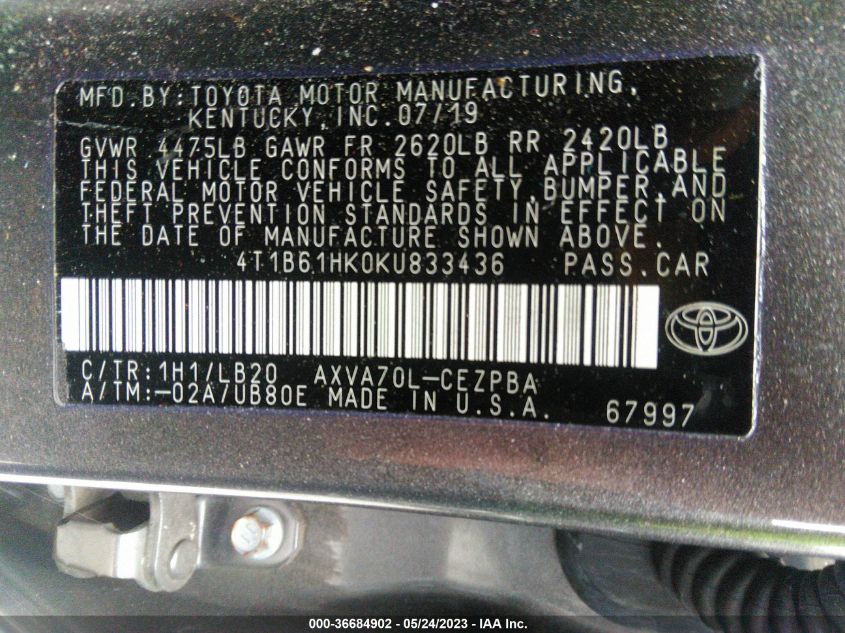 MFD.BY:TOYOTA MOTOR MANUFACTURING,
KENTUCKY,INC.07/19
GVWR 4475LB GAWR FR 2620LB RR 2420LB
THIS VEHICLE CONFORMS TO ALL APPLICABLE
FEDERAL MOTOR VEHICLE SAFETY,BUMPER,AND
THEFT PREVENTION STANDARDS IN EFFECT ON
THE DATE OF MANUFACTURE SHOWN ABOVE.
4T1B61HK0KU833436 PASS.CAR
C/TR:1H1/LB20 AXVA70L-CEZPBA
A/TM:-02A/UB80E MADE IN U.S.A. 67997
000-36684902 - 05/24/2023 - IAA Inc.